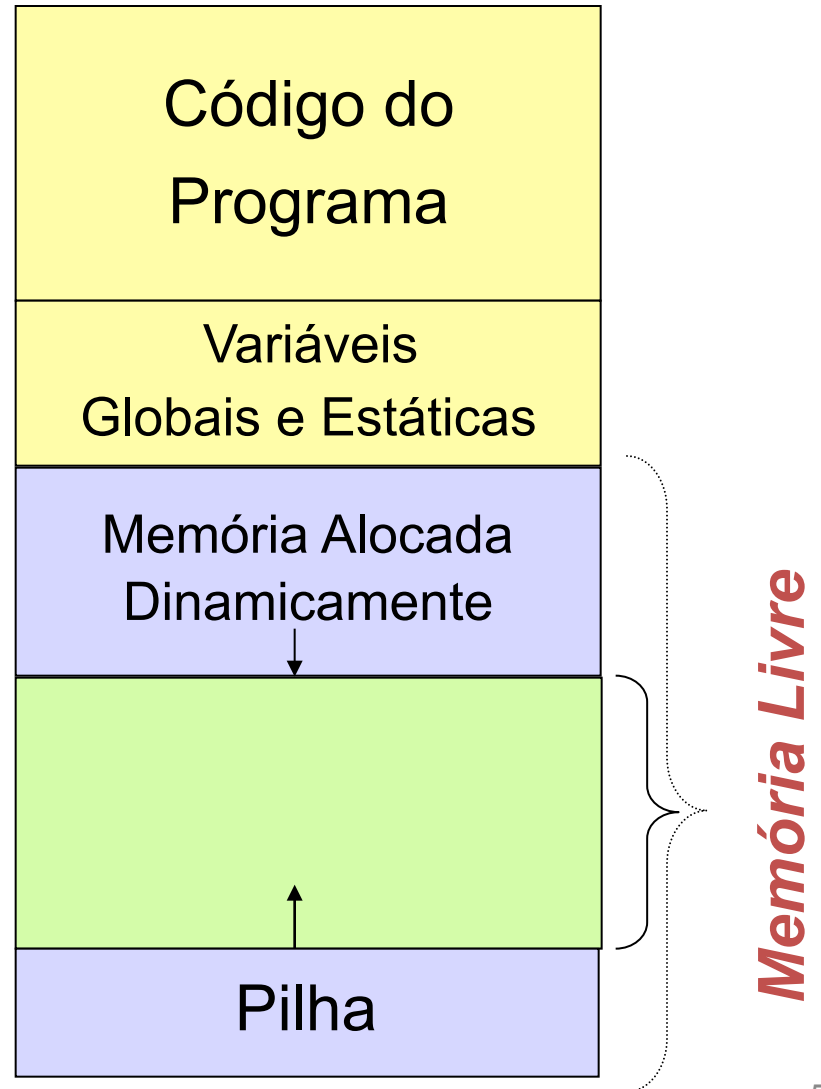 Código do
Programa
Variáveis
Globais e Estáticas
Memória Alocada
Dinamicamente
Memória Livre
Pilha